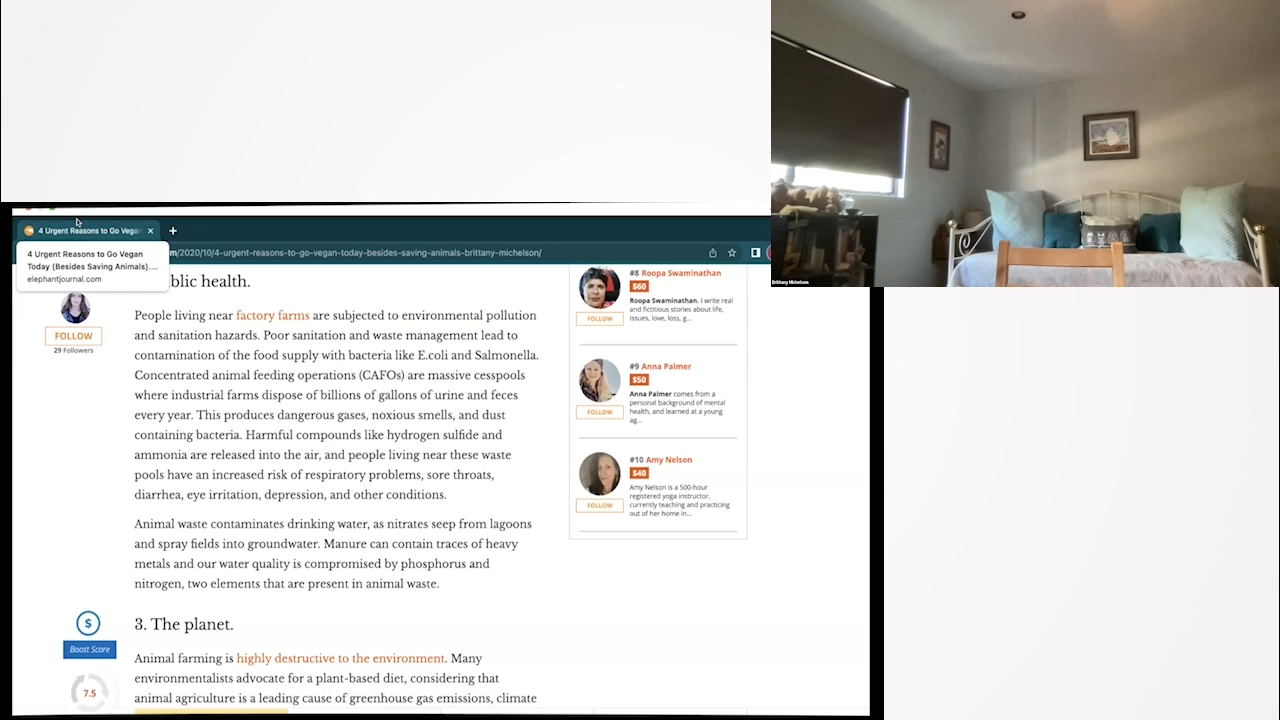 4 Urgent Reasons to Go Vegan
4 Urgent Reasons to Go Vegan
Today (Besides Saving Animals)....
elephantjournal.com
m/2020/10/4-urgent-reasons-to-go-vegan-today-besides-saving-animals-brittany-michelson/
blic health.
FOLLOW
29 Followers
People living near factory farms are subjected to environmental pollution
and sanitation hazards. Poor sanitation and waste management lead to
contamination of the food supply with bacteria like E.coli and Salmonella.
Concentrated animal feeding operations (CAFOs) are massive cesspools
where industrial farms dispose of billions of gallons of urine and feces
every year. This produces dangerous gases, noxious smells, and dust
containing bacteria. Harmful compounds like hydrogen sulfide and
ammonia are released into the air, and people living near these waste
pools have an increased risk of respiratory problems, sore throats,
diarrhea, eye irritation, depression, and other conditions.
Animal waste contaminates drinking water, as nitrates seep from lagoons
and spray fields into groundwater. Manure can contain traces of heavy
metals and our water quality is compromised by phosphorus and
nitrogen, two elements that are present in animal waste.
3. The planet.
$
Boost Score
7.5
Animal farming is highly destructive to the environment. Many
environmentalists advocate for a plant-based diet, considering that
animal agriculture is a leading cause of greenhouse gas emissions, climate
#8 Roopa Swaminathan
$60
Roopa Swaminathan. I write real
and fictitious stories about life,
issues, love, loss, g...
FOLLOW
#9 Anna Palmer
$50
Anna Palmer comes from a
personal background of mental
health, and learned at a young
ag...
FOLLOW
#10 Amy Nelson
$40
Amy Nelson is a 500-hour
registered yoga instructor,
currently teaching and practicing
out of her home in...
FOLLOW
Brittany Michelson